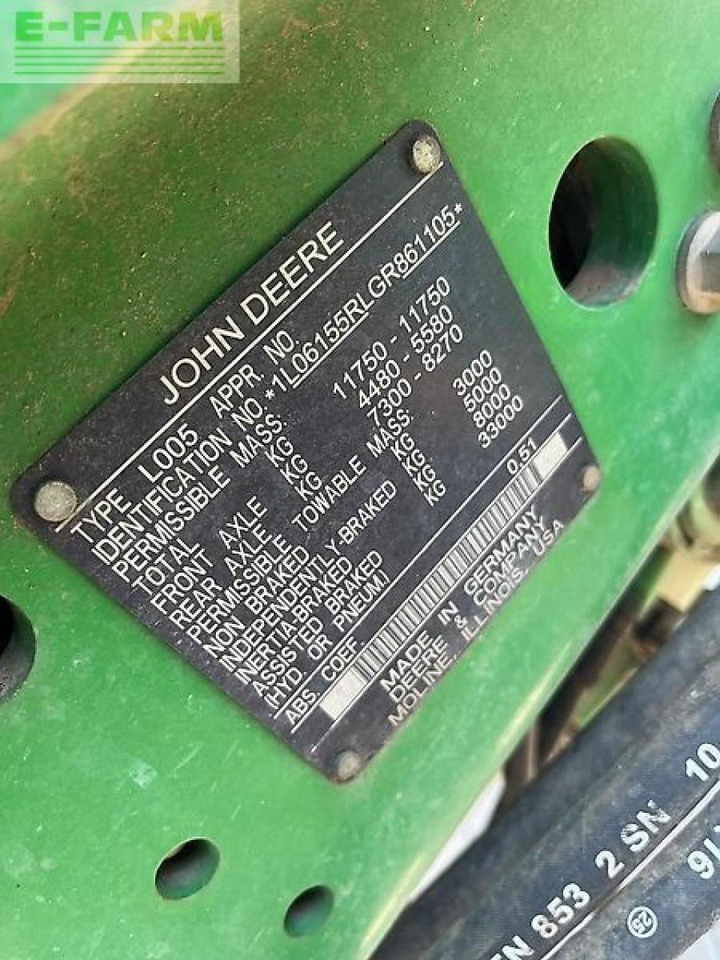 E-FARM
JOHN DEERE
TYPE L005 APPR. NO.
IDENTIFICATION NO. *1L06155RLGR861105*
PERMISSIBLE MASS:
TOTAL KG 11750 - 11750
FRONT AXLE KG 4480 - 5580
REAR AXLE KG 7300 - 8270
PERMISSIBLE TOWABLE MASS:
NON BRAKED KG 3000
INDEPENDENTLY-BRAKED KG 5000
INERTIA-BRAKED KG 8000
ASSISTED BRAKED KG 33000
(HYD. OR PNEUM.)
ABS. COEF. 0,51
MADE IN GERMANY
DEERE & COMPANY
MOLINE, ILLINOIS, USA
853 2 SN 10
25